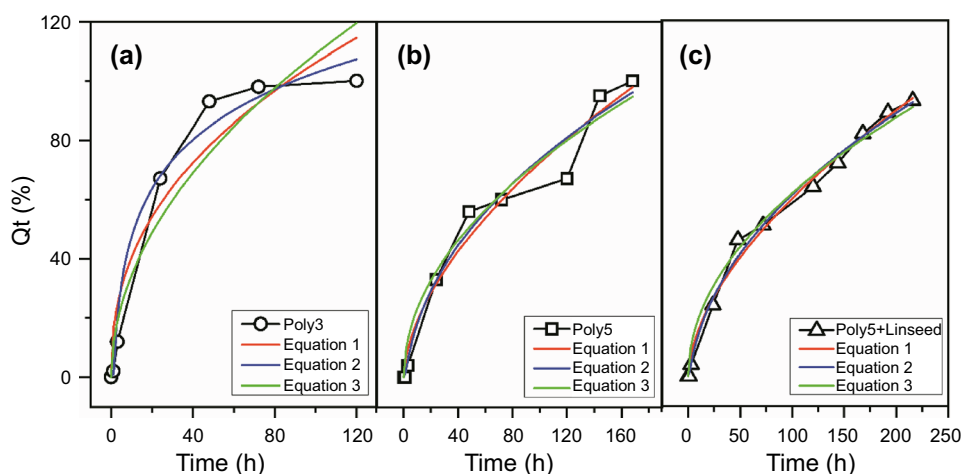 120
80
40
0
Qt (%)
(a)
Poly3
Equation 1
Equation 2
Equation 3
0 40 80 120
Time (h)
(b)
Poly5
Equation 1
Equation 2
Equation 3
0 40 80 120 160
Time (h)
(c)
Poly5+Linseed
Equation 1
Equation 2
Equation 3
0 50 100 150 200 250
Time (h)